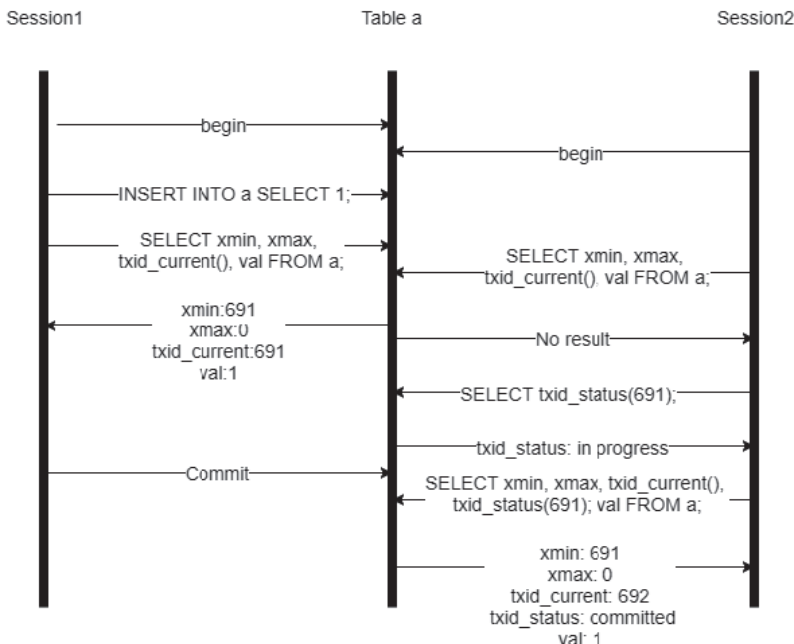 Session1
Table a
Session2
begin
begin
INSERT INTO a SELECT 1;
SELECT xmin, xmax,
txid_current(), val FROM a;
SELECT xmin, xmax,
txid_current(), val FROM a;
xmin:691
xmax:0
txid_current:691
val:1
No result
SELECT txid_status(691);
txid_status: in progress
Commit
SELECT xmin, xmax, txid_current(),
txid_status(691); val FROM a;
xmin: 691
xmax: 0
txid_current: 692
txid_status: committed
val: 1